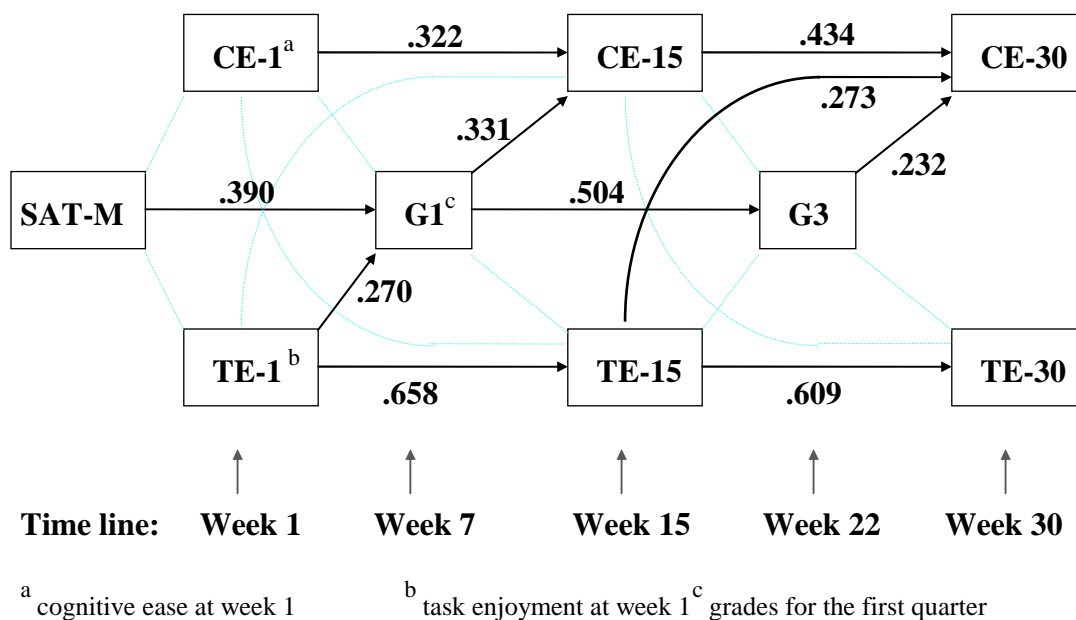 CE-1a .322 CE-15 .434 CE-30
.273
.331 .232
SAT-M .390 G1c .504 G3
.270
TE-1 b TE-15 TE-30
.658 .609
Time line: Week 1 Week 7 Week 15 Week 22 Week 30
a cognitive ease at week 1 b task enjoyment at week 1 c grades for the first quarter